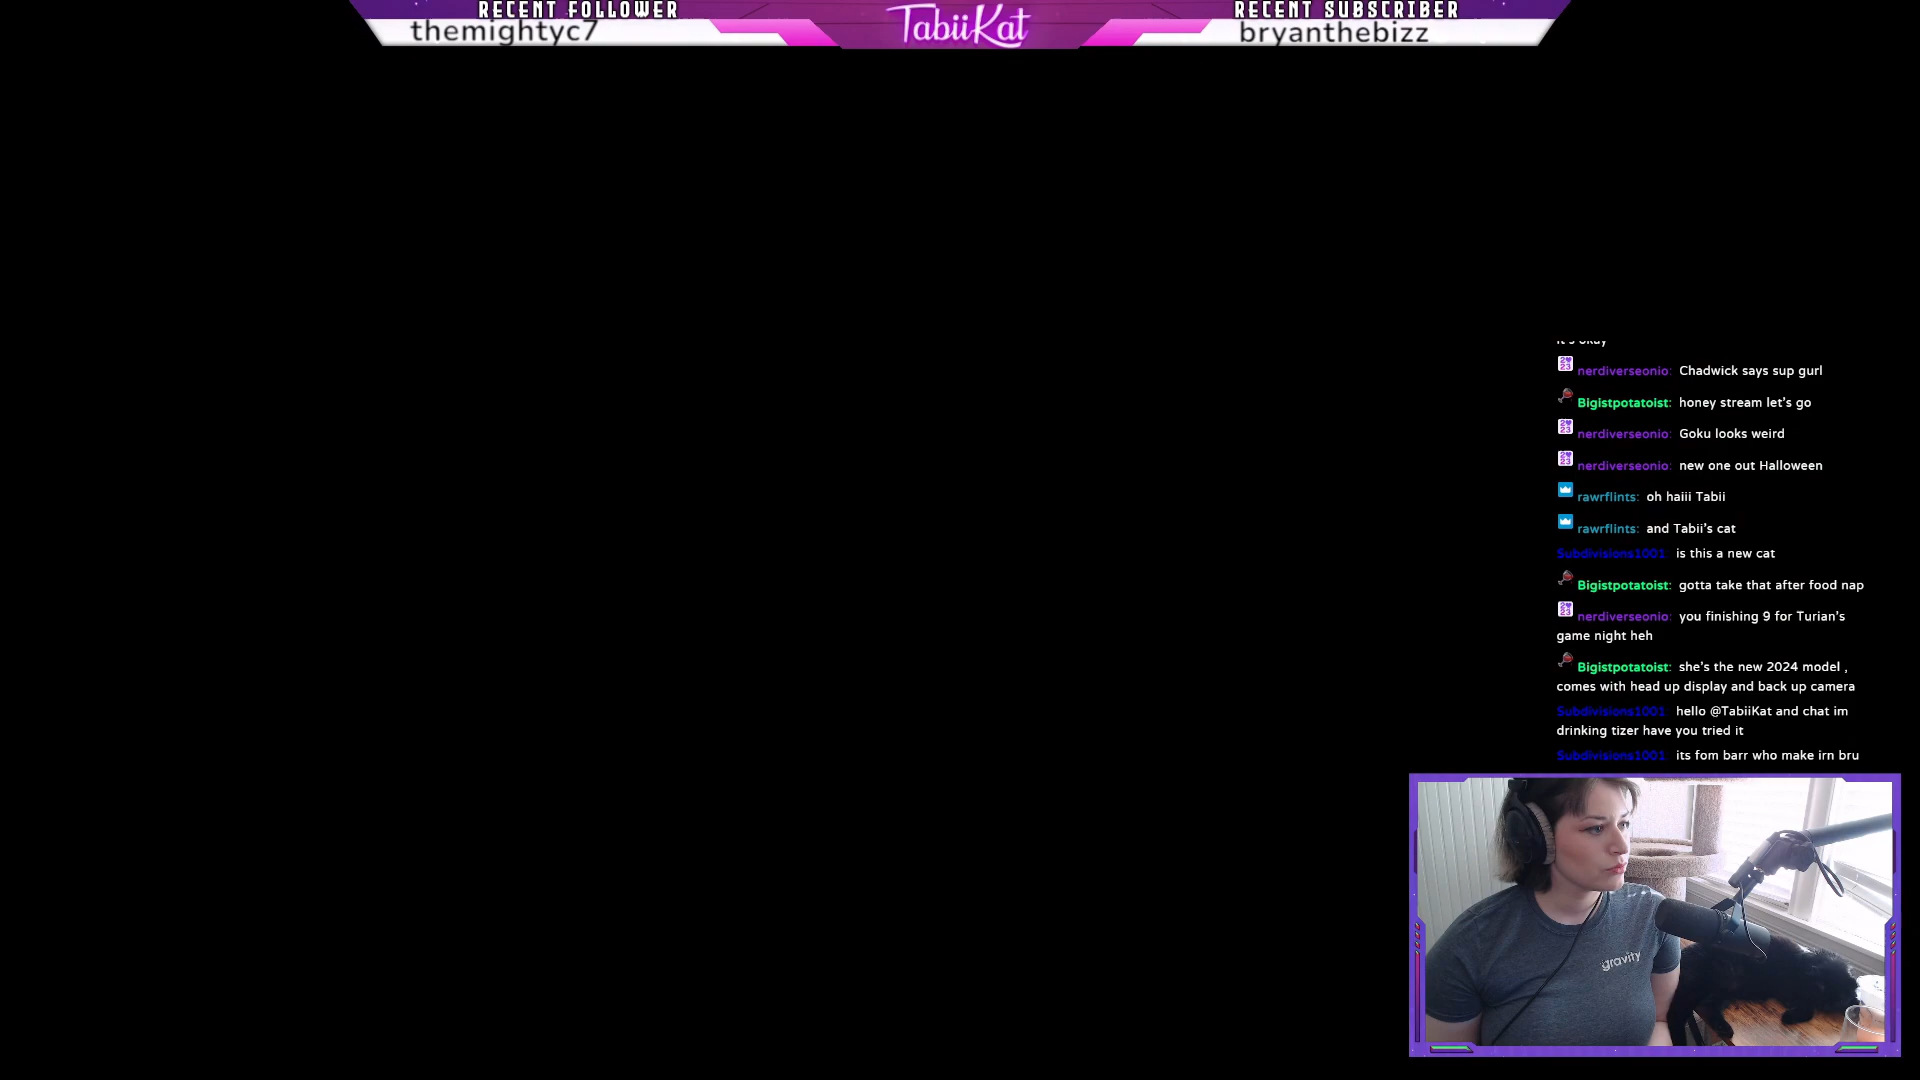 RECENT FOLLOWER
themightyc7
TabiiKat
RECENT SUBSCRIBER
bryanthebizz
it's okay
nerdiverseonio: Chadwick says sup gurl
Bigistpotatoist: honey stream let's go
nerdiverseonio: Goku looks weird
nerdiverseonio: new one out Halloween
rawrflints: oh haiii Tabii
rawrflints: and Tabii's cat
Subdivisions1001: is this a new cat
Bigistpotatoist: gotta take that after food nap
nerdiverseonio: you finishing 9 for Turian's
game night heh
Bigistpotatoist: she's the new 2024 model ,
comes with head up display and back up camera
Subdivisions1001: hello @TabiiKat and chat im
drinking tizer have you tried it
Subdivisions1001: its fom barr who make irn bru
gravity